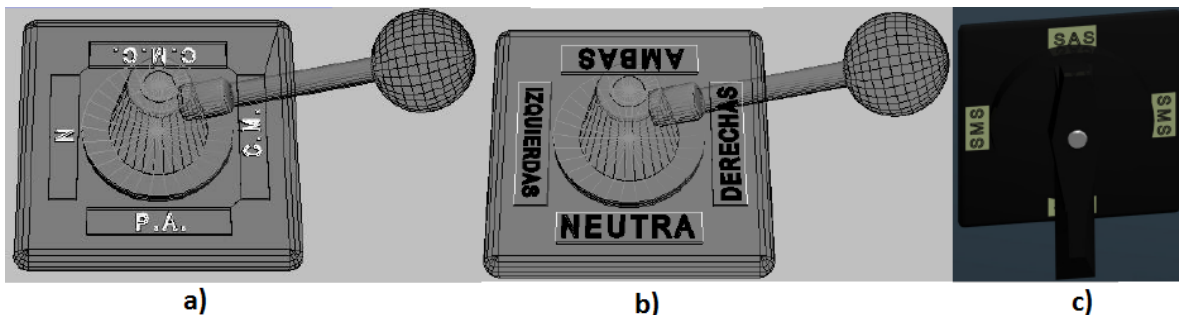 C.M.C.
N
C.M.
P.A.
a)
AMBAS
IZQUIERDAS
DERECHAS
NEUTRA
b)
SAS
SMS
SMS
c)